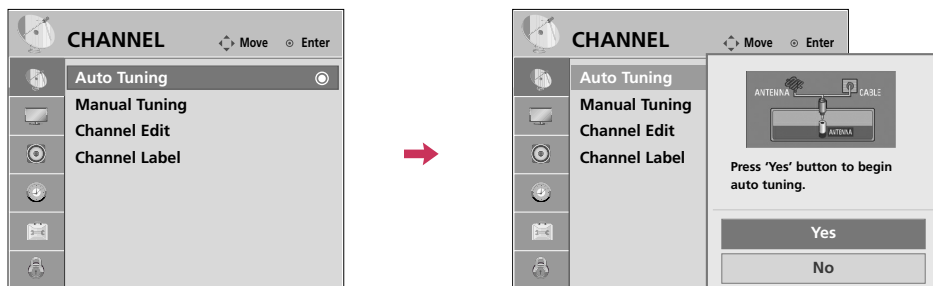 CHANNEL
Move
Enter
Auto Tuning
Manual Tuning
Channel Edit
Channel Label
CHANNEL
Move
Enter
Auto Tuning
Manual Tuning
Channel Edit
Channel Label
ANTENNA
CABLE
ANTENNA
Press ‘Yes’ button to begin
auto tuning.
Yes
No